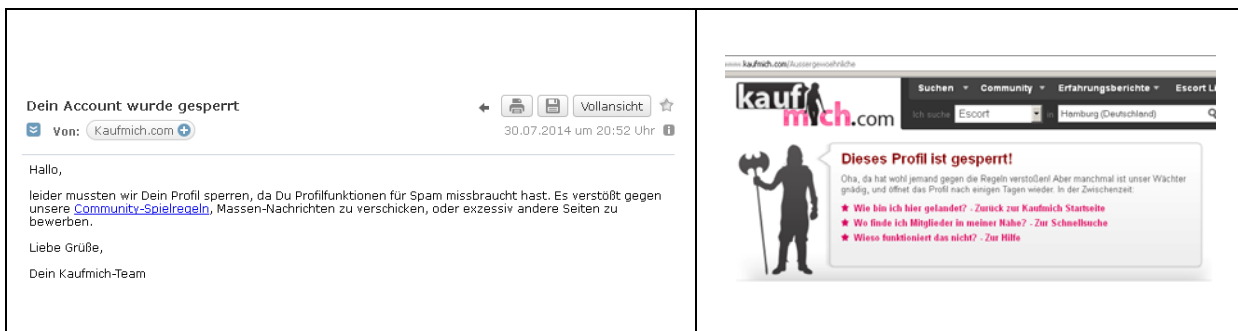 Dein Account wurde gesperrt
Vollansicht
Von: Kaufmich.com
30.07.2014 um 20:52 Uhr
Hallo,
leider mussten wir Dein Profil sperren, da Du Profilfunktionen für Spam missbraucht hast. Es verstößt gegen
unsere Community-Spielregeln, Massen-Nachrichten zu verschicken, oder exzessiv andere Seiten zu
bewerben.
Liebe Grüße,
Dein Kaufmich-Team
www.kaufmich.com/Aussergewoehnliche
kauf
mich.com
Suchen Community Erfahrungsberichte Escort Li
Ich suche Escort in Hamburg (Deutschland)
Dieses Profil ist gesperrt!
Oha, da hat wohl jemand gegen die Regeln verstoßen! Aber manchmal ist unser Wächter
gnädig, und öffnet das Profil nach einigen Tagen wieder. In der Zwischenzeit:
Wie bin ich hier gelandet? - Zurück zur Kaufmich Startseite
Wo finde ich Mitglieder in meiner Nähe? - Zur Schnellsuche
Wieso funktioniert das nicht? - Zur Hilfe